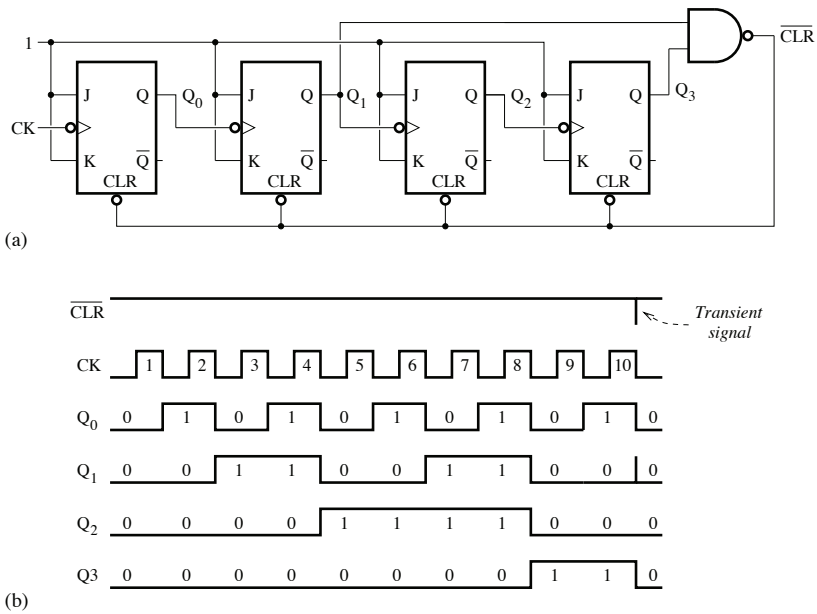 1
J Q Q0 J Q Q1 J Q Q2 J Q Q3 C̅L̅R̅
CK
K Q̅ K Q̅ K Q̅ K Q̅
CLR CLR CLR CLR
(a)
C̅L̅R̅
Transient
signal
CK 1 2 3 4 5 6 7 8 9 10
Q0 0 1 0 1 0 1 0 1 0 1 0
Q1 0 0 1 1 0 0 1 1 0 0 0
Q2 0 0 0 0 1 1 1 1 0 0 0
Q3 0 0 0 0 0 0 0 0 1 1 0
(b)